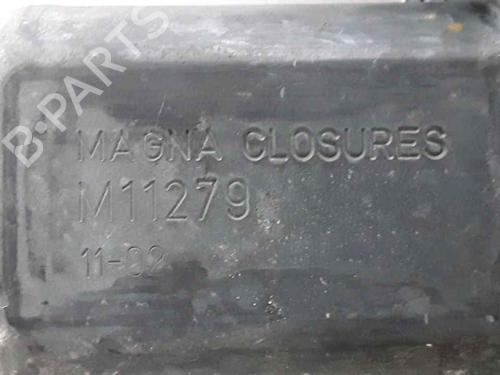 MAGNA CLOSURES
M11279
11-02
B-PARTS